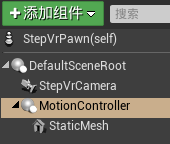 +添加组件
搜索
StepVrPawn(self)
DefaultSceneRoot
StepVrCamera
MotionController
StaticMesh